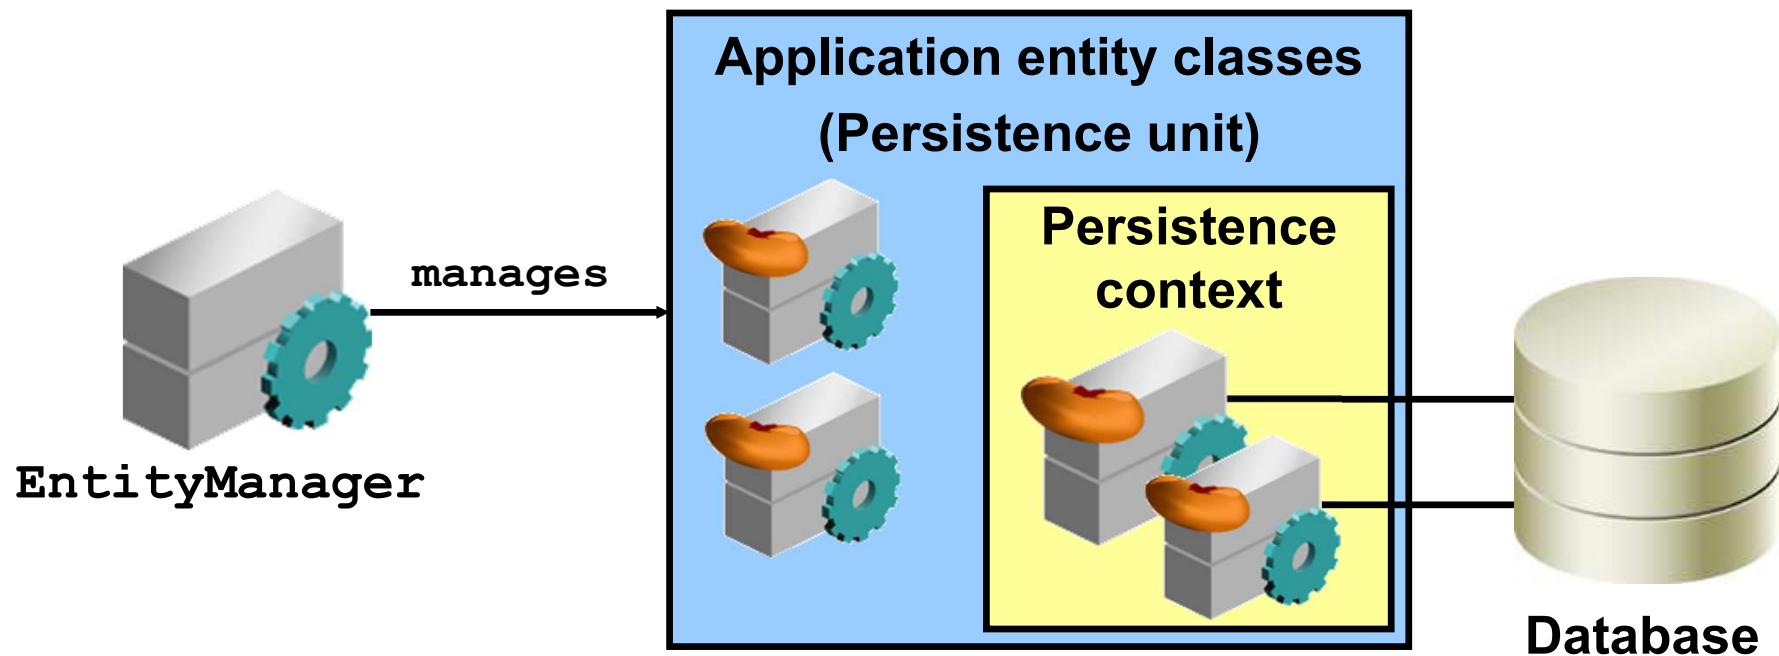 Application entity classes
(Persistence unit)
Persistence
context
manages
EntityManager
Database